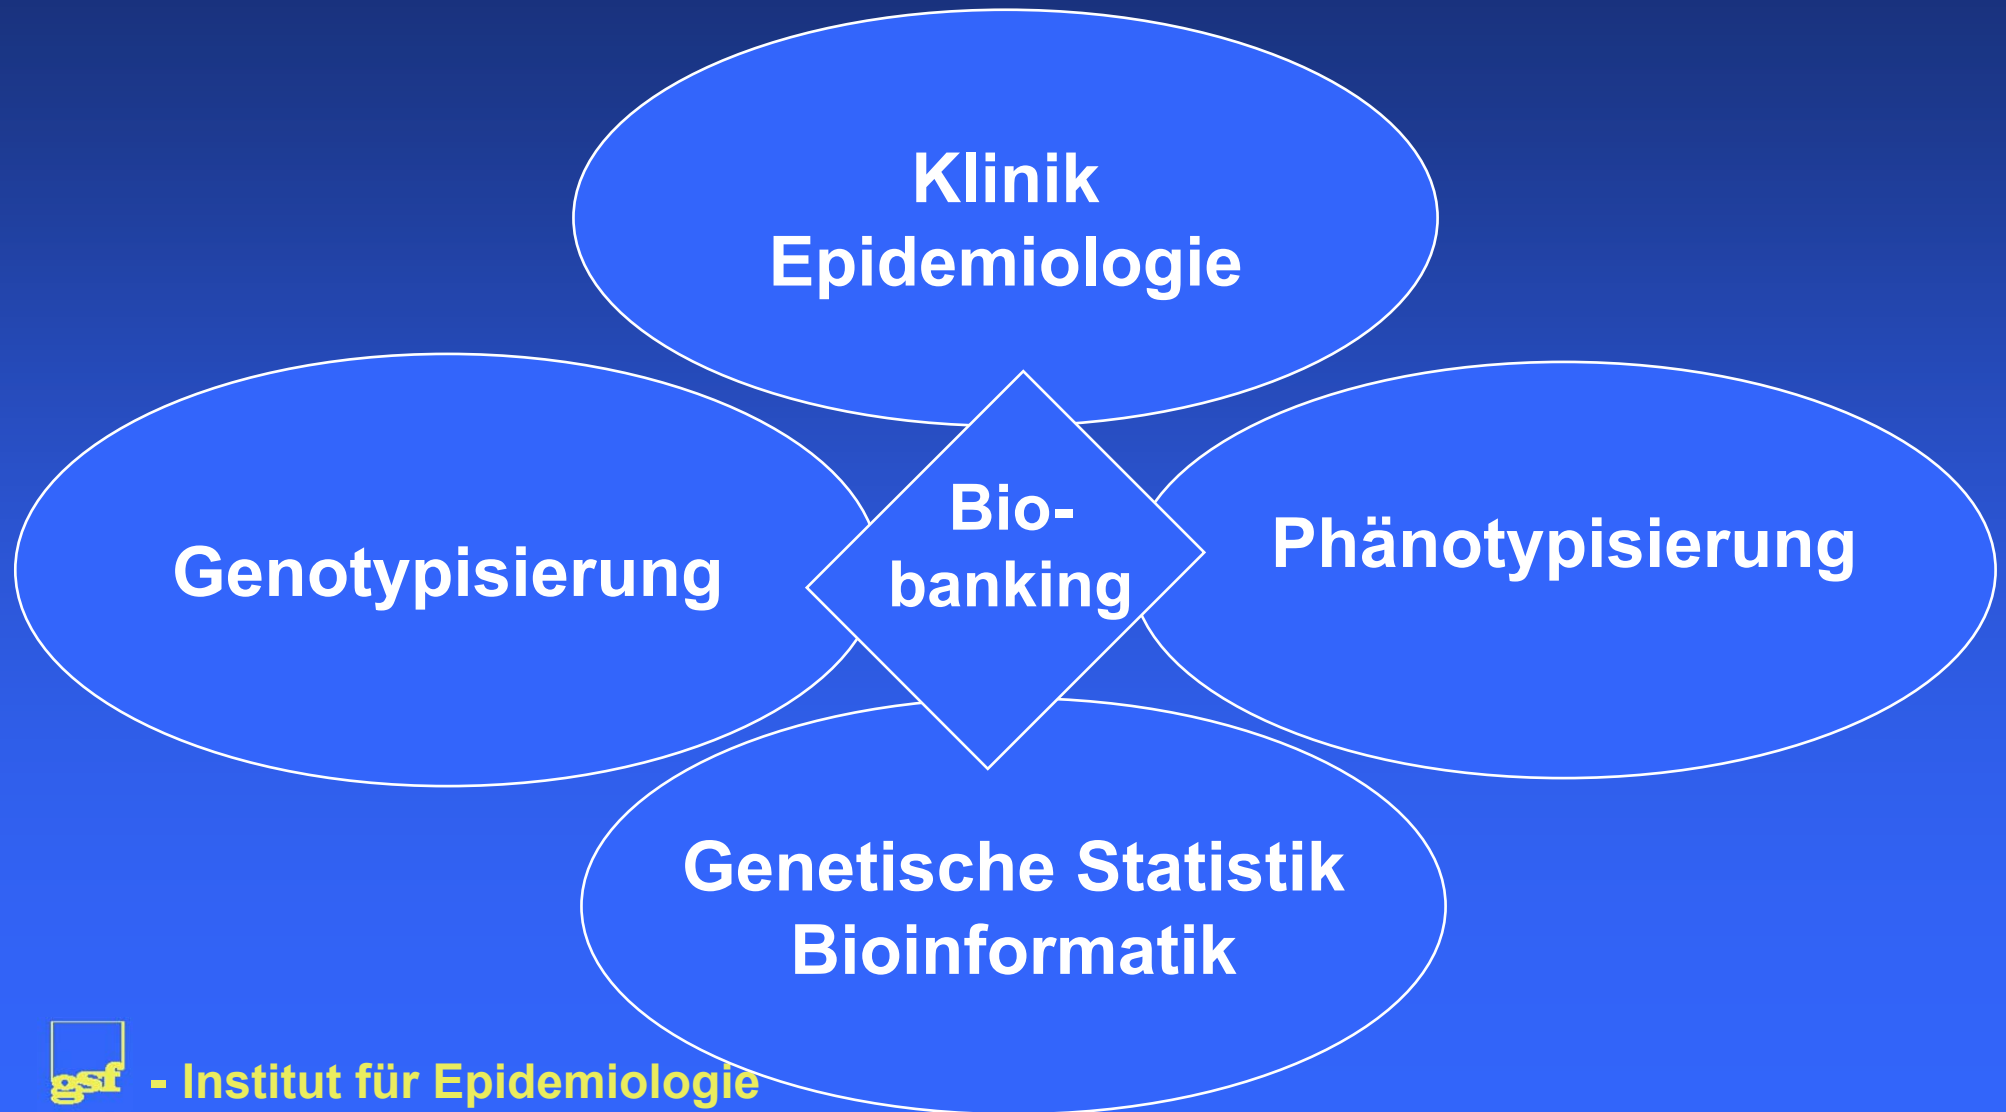 Klinik
Epidemiologie
Genotypisierung
Bio-
banking
Phänotypisierung
Genetische Statistik
Bioinformatik
gsf - Institut für Epidemiologie